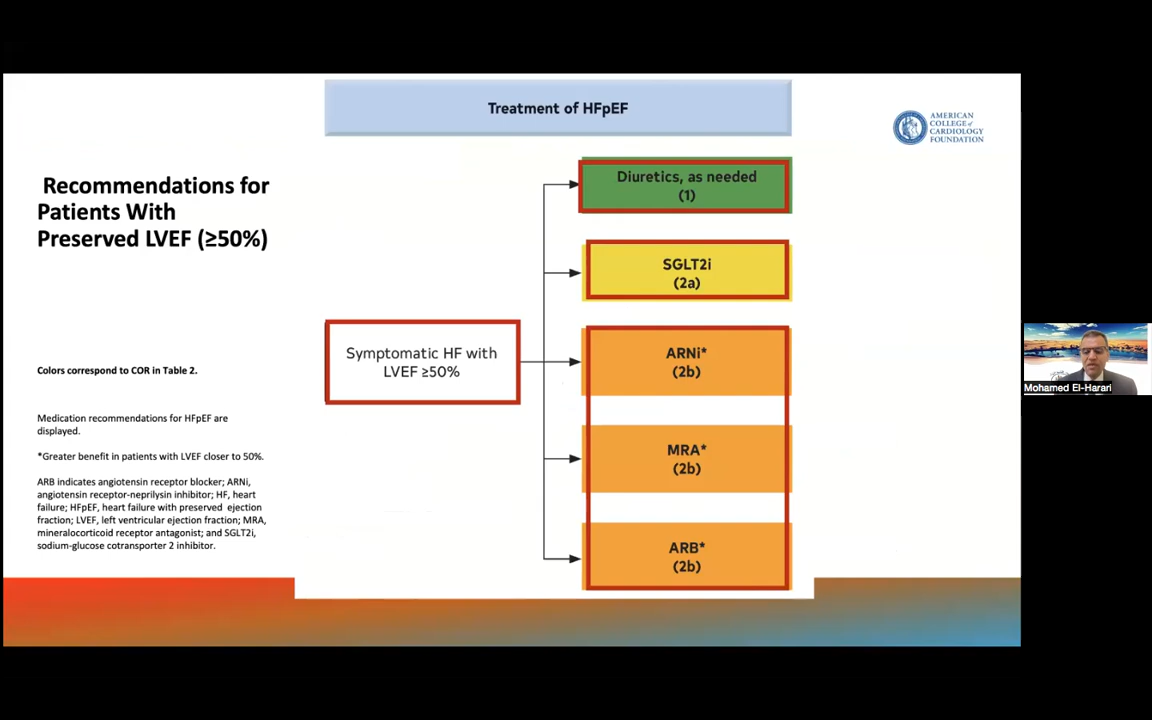 Treatment of HFpEF
AMERICAN
COLLEGE of
CARDIOLOGY
FOUNDATION
Recommendations for
Patients With
Preserved LVEF (≥50%)
Diuretics, as needed
(1)
SGLT2i
(2a)
Symptomatic HF with
LVEF ≥50%
ARNi*
(2b)
MRA*
(2b)
ARB*
(2b)
Colors correspond to COR in Table 2.
Medication recommendations for HFpEF are
displayed.
*Greater benefit in patients with LVEF closer to 50%.
ARB indicates angiotensin receptor blocker; ARNi,
angiotensin receptor-neprilysin inhibitor; HF, heart
failure; HFpEF, heart failure with preserved ejection
fraction; LVEF, left ventricular ejection fraction; MRA,
mineralocorticoid receptor antagonist; and SGLT2i,
sodium-glucose cotransporter 2 inhibitor.
Mohamed El-Harari